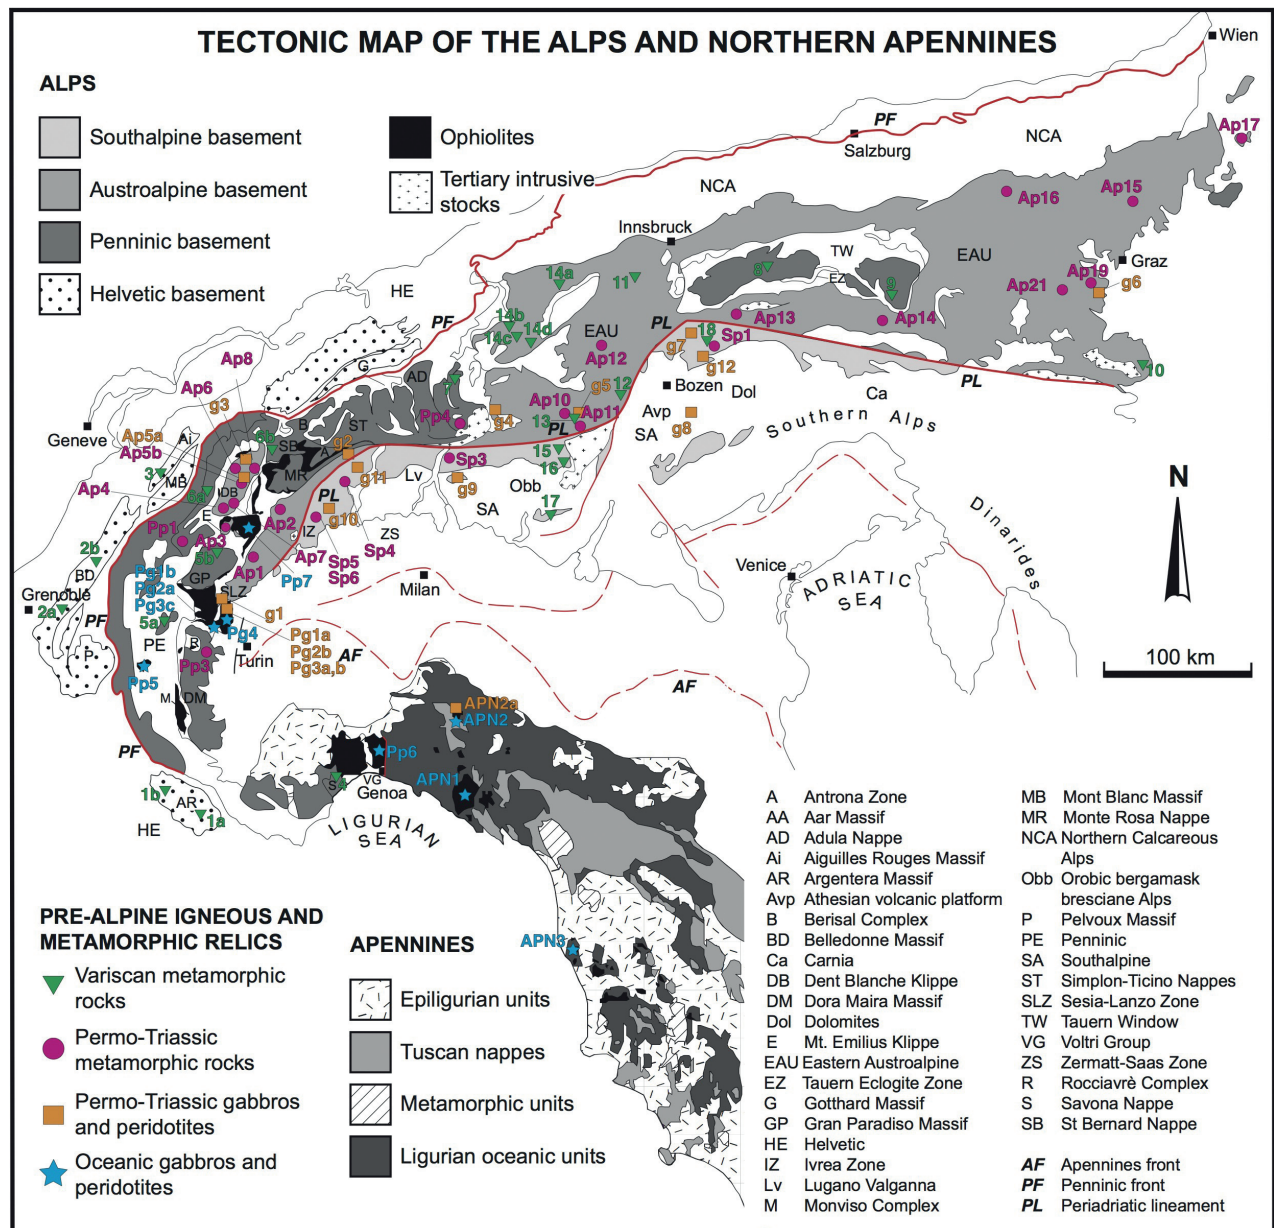 TECTONIC MAP OF THE ALPS AND NORTHERN APENNINES
ALPS
Southalpine basement
Austroalpine basement
Penninic basement
Helvetic basement
Ophiolites
Tertiary intrusive
stocks
Wien
PF
Salzburg
NCA
Ap17
NCA
Ap16
Ap15
Innsbruck
TW
EAU
Graz
EZ
8
9
Ap19
Ap21
g6
14a
11
HE
PF
14b
14c
14d
EAU
Ap12
PL
18
Sp1
Ap13
Ap14
g7
g12
PL
10
Ap8
Ap6
g3
G
AD
7
Bozen
Dol
Ca
g5
12
Ap10
Ap11
13
PL
g4
Pp4
Avp
SA
g8
Southern Alps
Geneve
Ap5a
Ap5b
Ai
6b
B
SB
ST
A
g2
MR
3
MB
Ap4
6a
DB
E
g11
PL
g10
Lv
Sp3
g9
15
16
Obb
17
SA
Pp1
Ap3
Ap2
IZ
ZS
Sp4
5b
Ap7
Sp5
Sp6
Ap1
Pp7
2b
BD
Grenoble
2a
PF
Pg1b
Pg2a
Pg3c
GP
SLZ
g1
5a
PE
R
Pg4
Turin
Pg1a
Pg2b
Pg3a,b
Milan
Venice
ADRIATIC
SEA
Dinarides
N
100 km
P
Pp3
Pp5
M
DM
AF
AF
PF
APN2a
APN2
Pp6
APN1
1b
AR
1a
HE
S
4
VG
Genoa
LIGURIAN
SEA
APN3
PRE-ALPINE IGNEOUS AND
METAMORPHIC RELICS
Variscan metamorphic
rocks
Permo-Triassic
metamorphic rocks
Permo-Triassic gabbros
and peridotites
Oceanic gabbros and
peridotites
APENNINES
Epiligurian units
Tuscan nappes
Metamorphic units
Ligurian oceanic units
A Antrona Zone
AA Aar Massif
AD Adula Nappe
Ai Aiguilles Rouges Massif
AR Argentera Massif
Avp Athesian volcanic platform
B Berisal Complex
BD Belledonne Massif
Ca Carnia
DB Dent Blanche Klippe
DM Dora Maira Massif
Dol Dolomites
E Mt. Emilius Klippe
EAU Eastern Austroalpine
EZ Tauern Eclogite Zone
G Gotthard Massif
GP Gran Paradiso Massif
HE Helvetic
IZ Ivrea Zone
Lv Lugano Valganna
M Monviso Complex
MB Mont Blanc Massif
MR Monte Rosa Nappe
NCA Northern Calcareous
Alps
Obb Orobic bergamask
bresciane Alps
P Pelvoux Massif
PE Penninic
SA Southalpine
ST Simplon-Ticino Nappes
SLZ Sesia-Lanzo Zone
TW Tauern Window
VG Voltri Group
ZS Zermatt-Saas Zone
R Rocciavrè Complex
S Savona Nappe
SB St Bernard Nappe
AF Apennines front
PF Penninic front
PL Periadriatic lineament